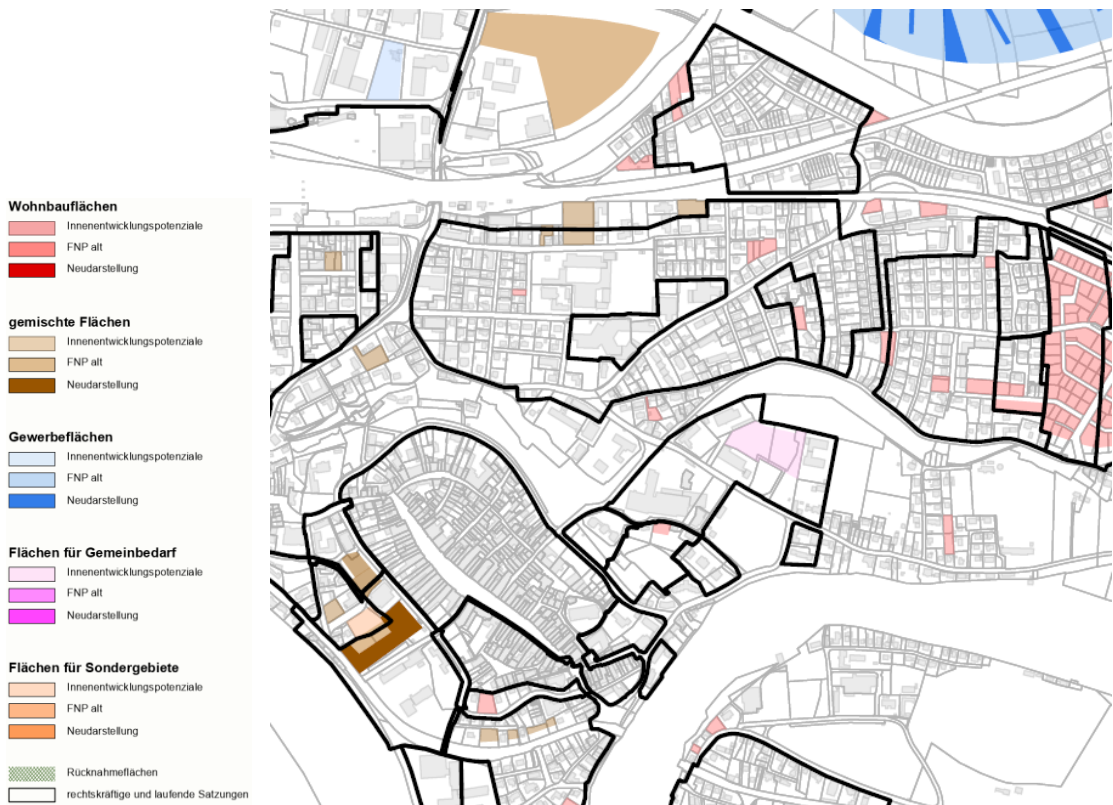 Wohnbauflächen
Innenentwicklungspotenziale
FNP alt
Neudarstellung
gemischte Flächen
Innenentwicklungspotenziale
FNP alt
Neudarstellung
Gewerbeflächen
Innenentwicklungspotenziale
FNP alt
Neudarstellung
Flächen für Gemeinbedarf
Innenentwicklungspotenziale
FNP alt
Neudarstellung
Flächen für Sondergebiete
Innenentwicklungspotenziale
FNP alt
Neudarstellung
Rücknahmeflächen
rechtskräftige und laufende Satzungen